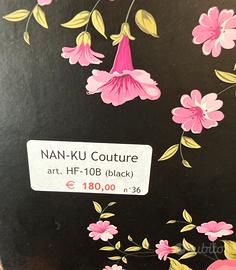 NAN-KU Couture
art. HF-10B (black)
€ 180,00 n°36
subito